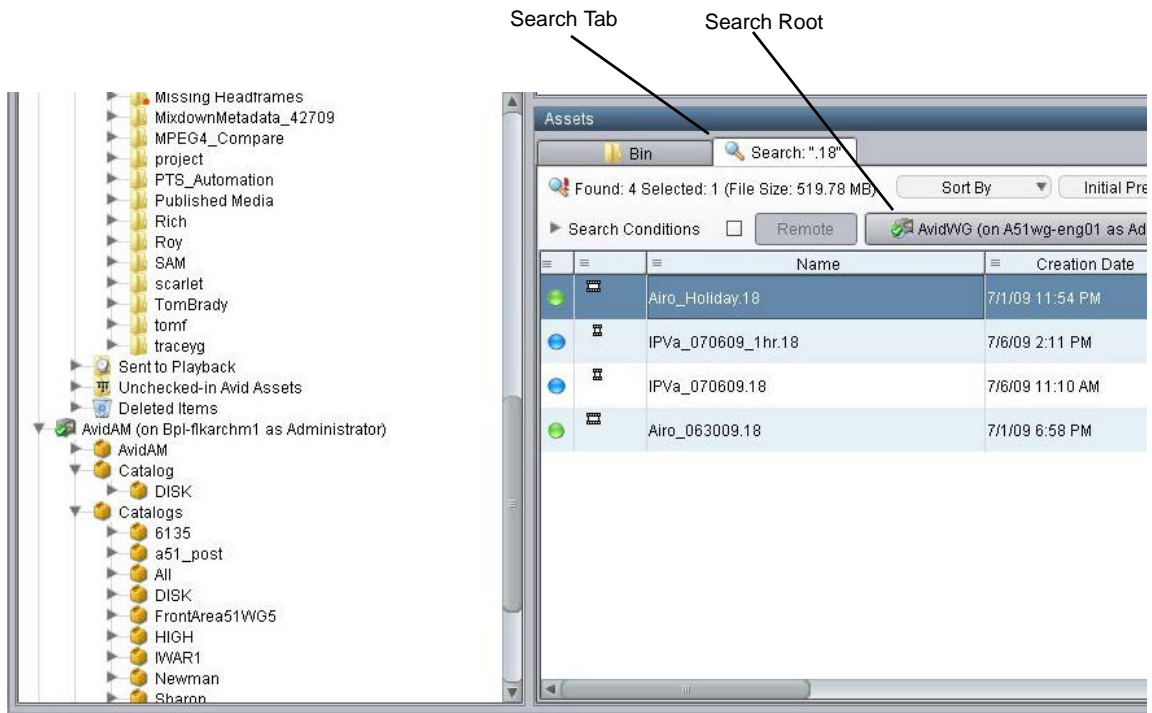 Search Tab
Search Root
Missing Headframes
MixdownMetadata_42709
MPEG4_Compare
project
PTS_Automation
Published Media
Rich
Roy
SAM
scarlet
TomBrady
tomf
traceyg
Sent to Playback
Unchecked-in Avid Assets
Deleted Items
AvidAM (on Bpl-flkarchm1 as Administrator)
AvidAM
Catalog
DISK
Catalogs
6135
a51_post
All
DISK
FrontArea51WG5
HIGH
IWAR1
Newman
Sharon
Assets
Bin
Search: ".18"
Found: 4 Selected: 1 (File Size: 519.78 MB)
Sort By
Initial Pre
Search Conditions
Remote
AvidWG (on A51wg-eng01 as Ad
Name
Creation Date
Airo_Holiday.18
7/1/09 11:54 PM
IPVa_070609_1hr.18
7/6/09 2:11 PM
IPVa_070609.18
7/6/09 11:10 AM
Airo_063009.18
7/1/09 6:58 PM